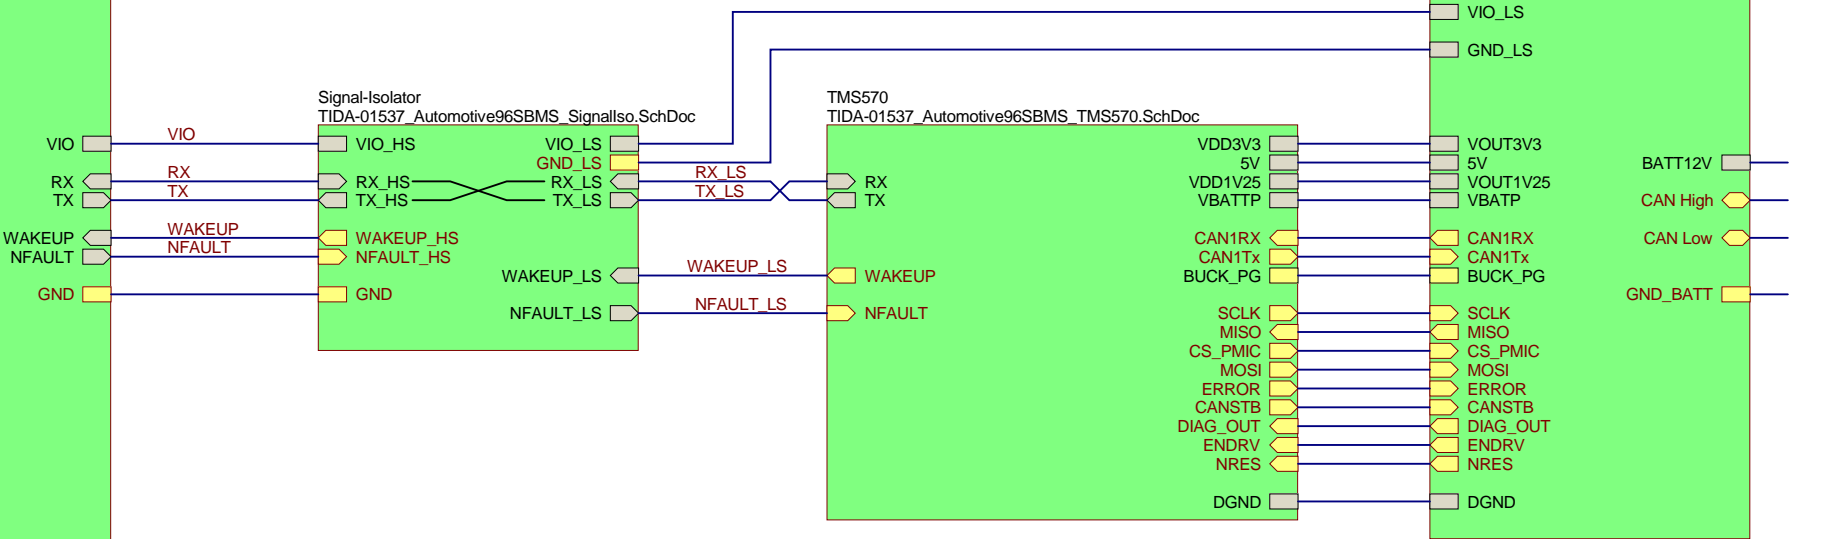 VIO_LS
GND_LS
Signal-Isolator
TIDA-01537_Automotive96SBMS_SignalIso.SchDoc
TMS570
TIDA-01537_Automotive96SBMS_TMS570.SchDoc
VIO
RX
TX
WAKEUP
NFAULT
GND
VIO
RX
TX
WAKEUP
NFAULT
VIO_HS
RX_HS
TX_HS
WAKEUP_HS
NFAULT_HS
GND
VIO_LS
GND_LS
RX_LS
TX_LS
WAKEUP_LS
NFAULT_LS
RX_LS
TX_LS
WAKEUP_LS
NFAULT_LS
RX
TX
WAKEUP
NFAULT
VDD3V3
5V
VDD1V25
VBATTP
CAN1RX
CAN1Tx
BUCK_PG
SCLK
MISO
CS_PMIC
MOSI
ERROR
CANSTB
DIAG_OUT
ENDRV
NRES
DGND
VOUT3V3
5V
VOUT1V25
VBATP
CAN1RX
CAN1Tx
BUCK_PG
SCLK
MISO
CS_PMIC
MOSI
ERROR
CANSTB
DIAG_OUT
ENDRV
NRES
DGND
BATT12V
CAN High
CAN Low
GND_BATT